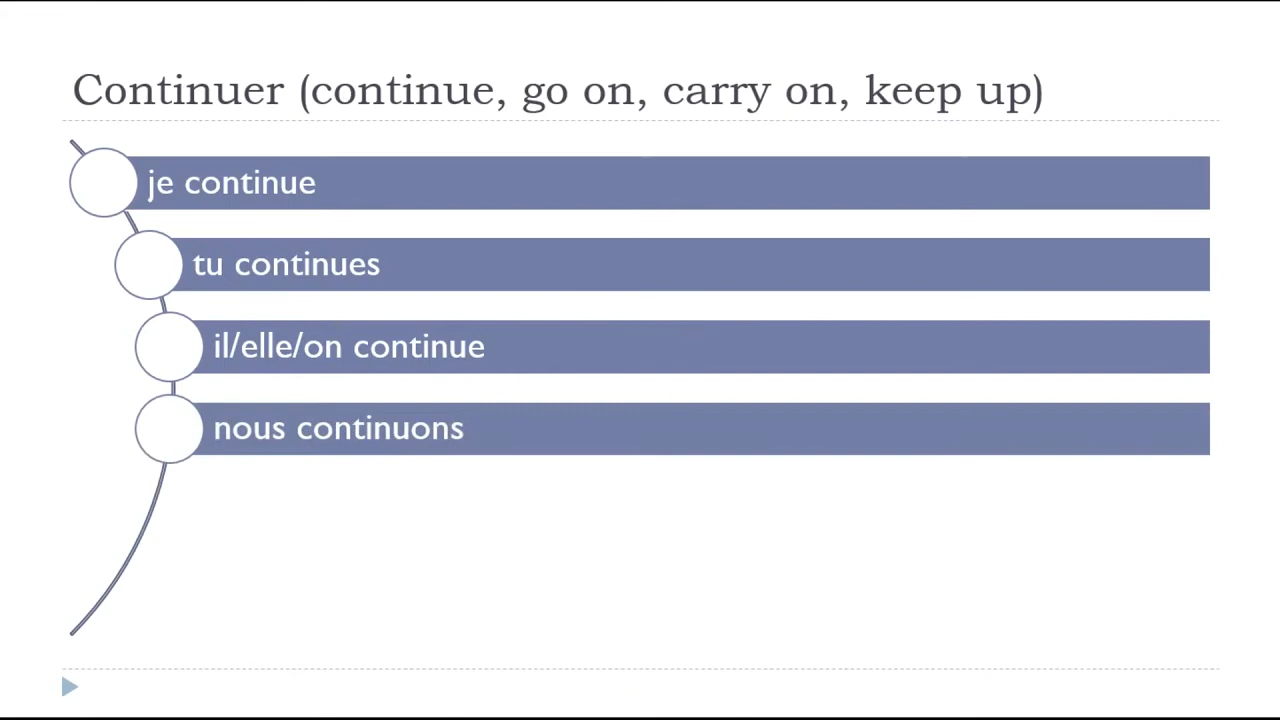 Continuer (continue, go on, carry on, keep up)
je continue
tu continues
il/elle/on continue
nous continuons